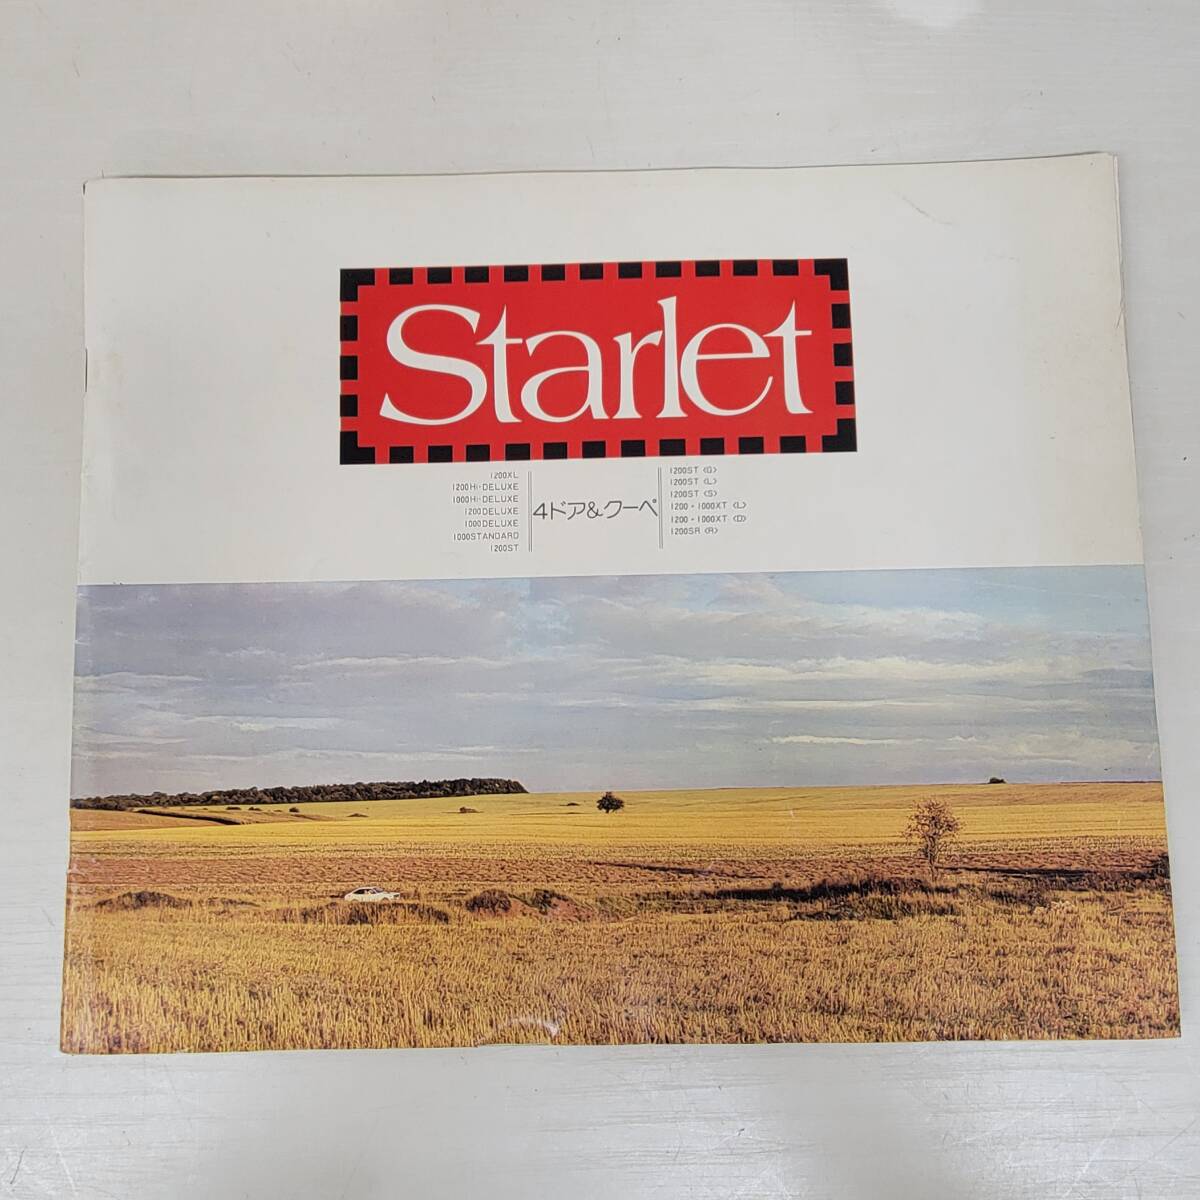 Starlet
1200XL
1200Hi-DELUXE
1000Hi-DELUXE
1200DELUXE
1000DELUXE
1000STANDARD
1200ST
4ドア&クーペ
1200ST <G>
1200ST <L>
1200ST <S>
1200・1000XT <L>
1200・1000XT <D>
1200SR <R>